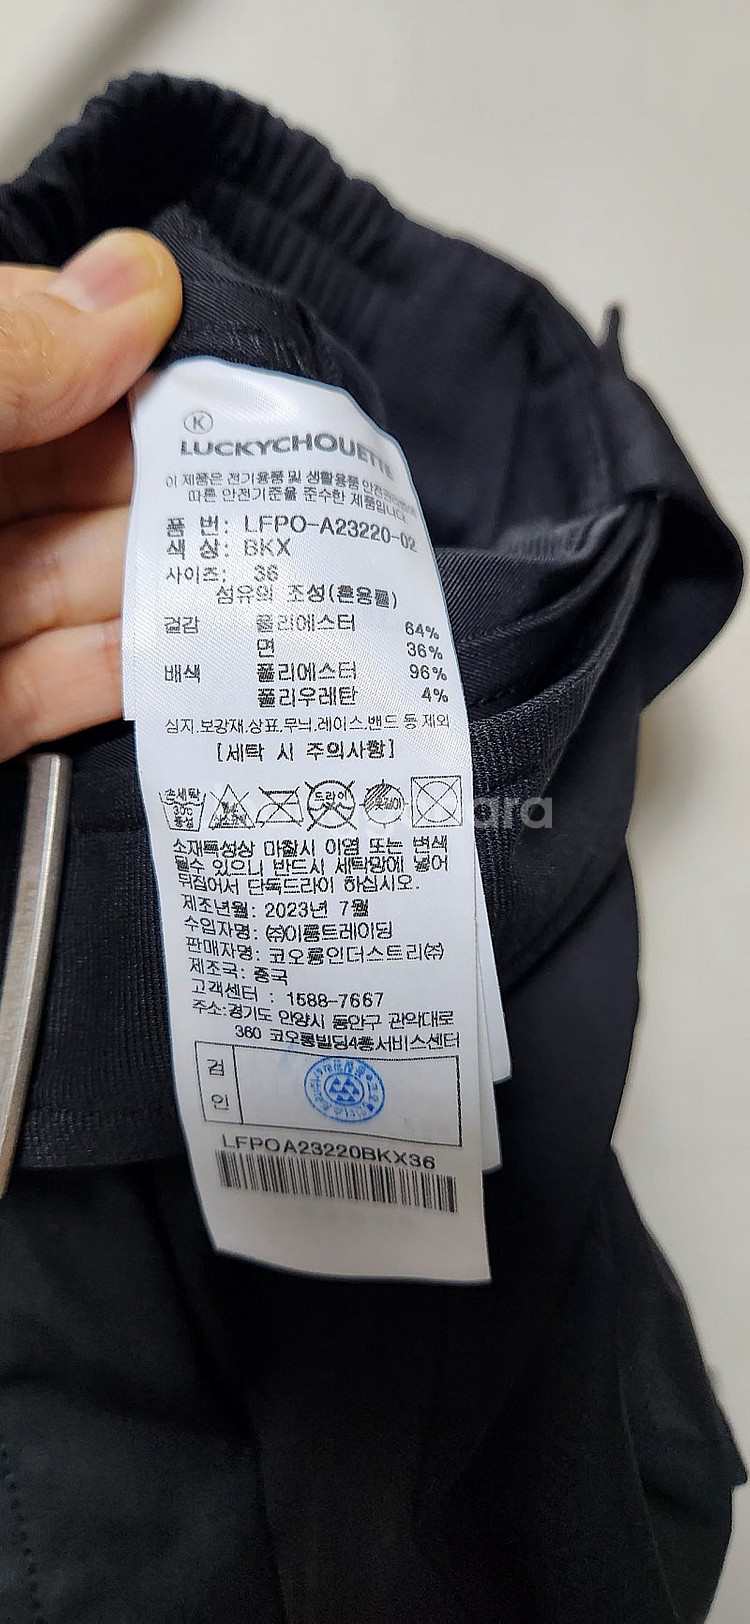 K
LUCKYCHOUETTE
이 제품은 전기용품 및 생활용품 안전관리법에
따른 안전기준을 준수한 제품입니다.
품 번: LFPO-A23220-02
색 상: BKX
사이즈: 36
섬유의 조성(혼용률)
겉감 폴리에스터 64%
면 36%
배색 폴리에스터 96%
폴리우레탄 4%
심지.보강재.상표.무늬.레이스.밴드 등 제외
[세탁 시 주의사항]
손세탁 30℃ 중성 드라이
소재특성상 마찰시 이염 또는 변색
될수 있으니 반드시 세탁망에 넣어
뒤집어서 단독드라이 하십시오.
제조년월: 2023년 7월
수입자명: ㈜이룸트레이딩
판매자명: 코오롱인더스트리㈜
제조국: 중국
고객센터 : 1588-7667
주소:경기도 안양시 동안구 관악대로
360 코오롱빌딩4층서비스센터
검
인
LFPOA23220BKX36